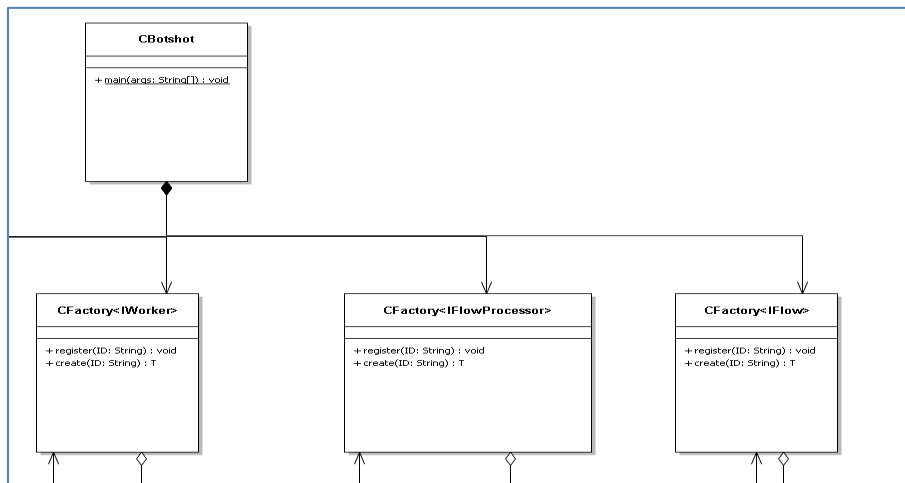 CBotshot
+ main(args: String[]) : void
CFactory<IWorker>
+ register(ID: String) : void
+ create(ID: String) : T
CFactory<IFlowProcessor>
+ register(ID: String) : void
+ create(ID: String) : T
CFactory<IFlow>
+ register(ID: String) : void
+ create(ID: String) : T